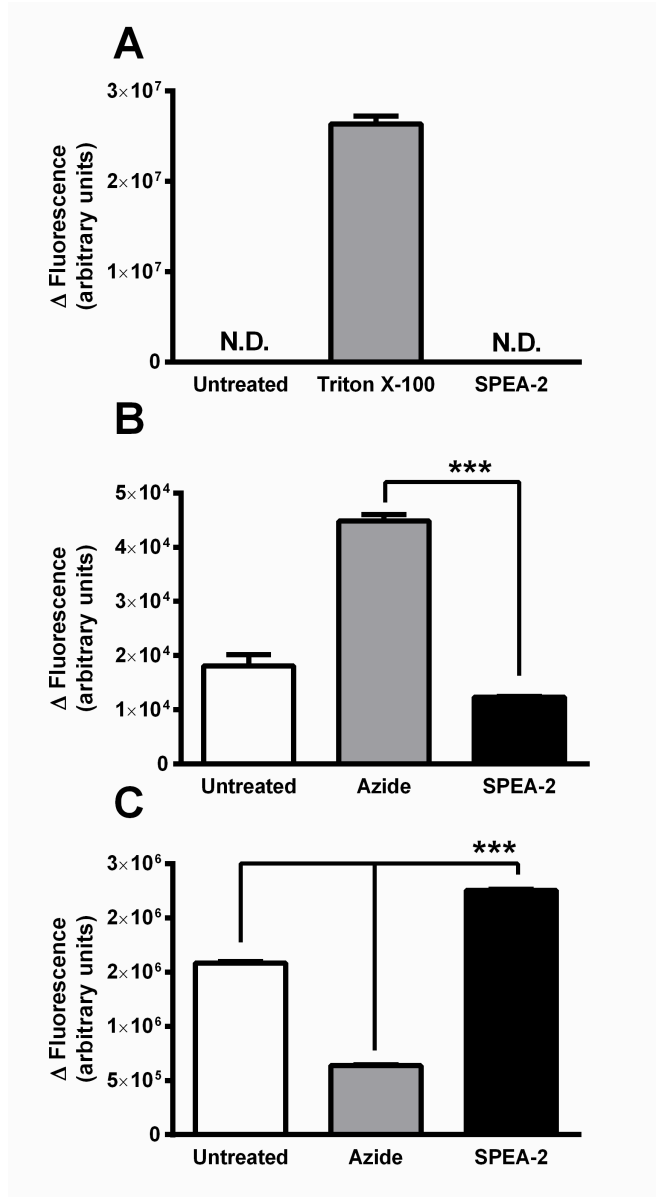 A
Δ Fluorescence
(arbitrary units)
3×10⁷
2×10⁷
1×10⁷
0
N.D.
N.D.
Untreated
Triton X-100
SPEA-2
B
Δ Fluorescence
(arbitrary units)
5×10⁴
4×10⁴
3×10⁴
2×10⁴
1×10⁴
0
***
Untreated
Azide
SPEA-2
C
Δ Fluorescence
(arbitrary units)
3×10⁶
2×10⁶
2×10⁶
1×10⁶
5×10⁵
0
***
Untreated
Azide
SPEA-2